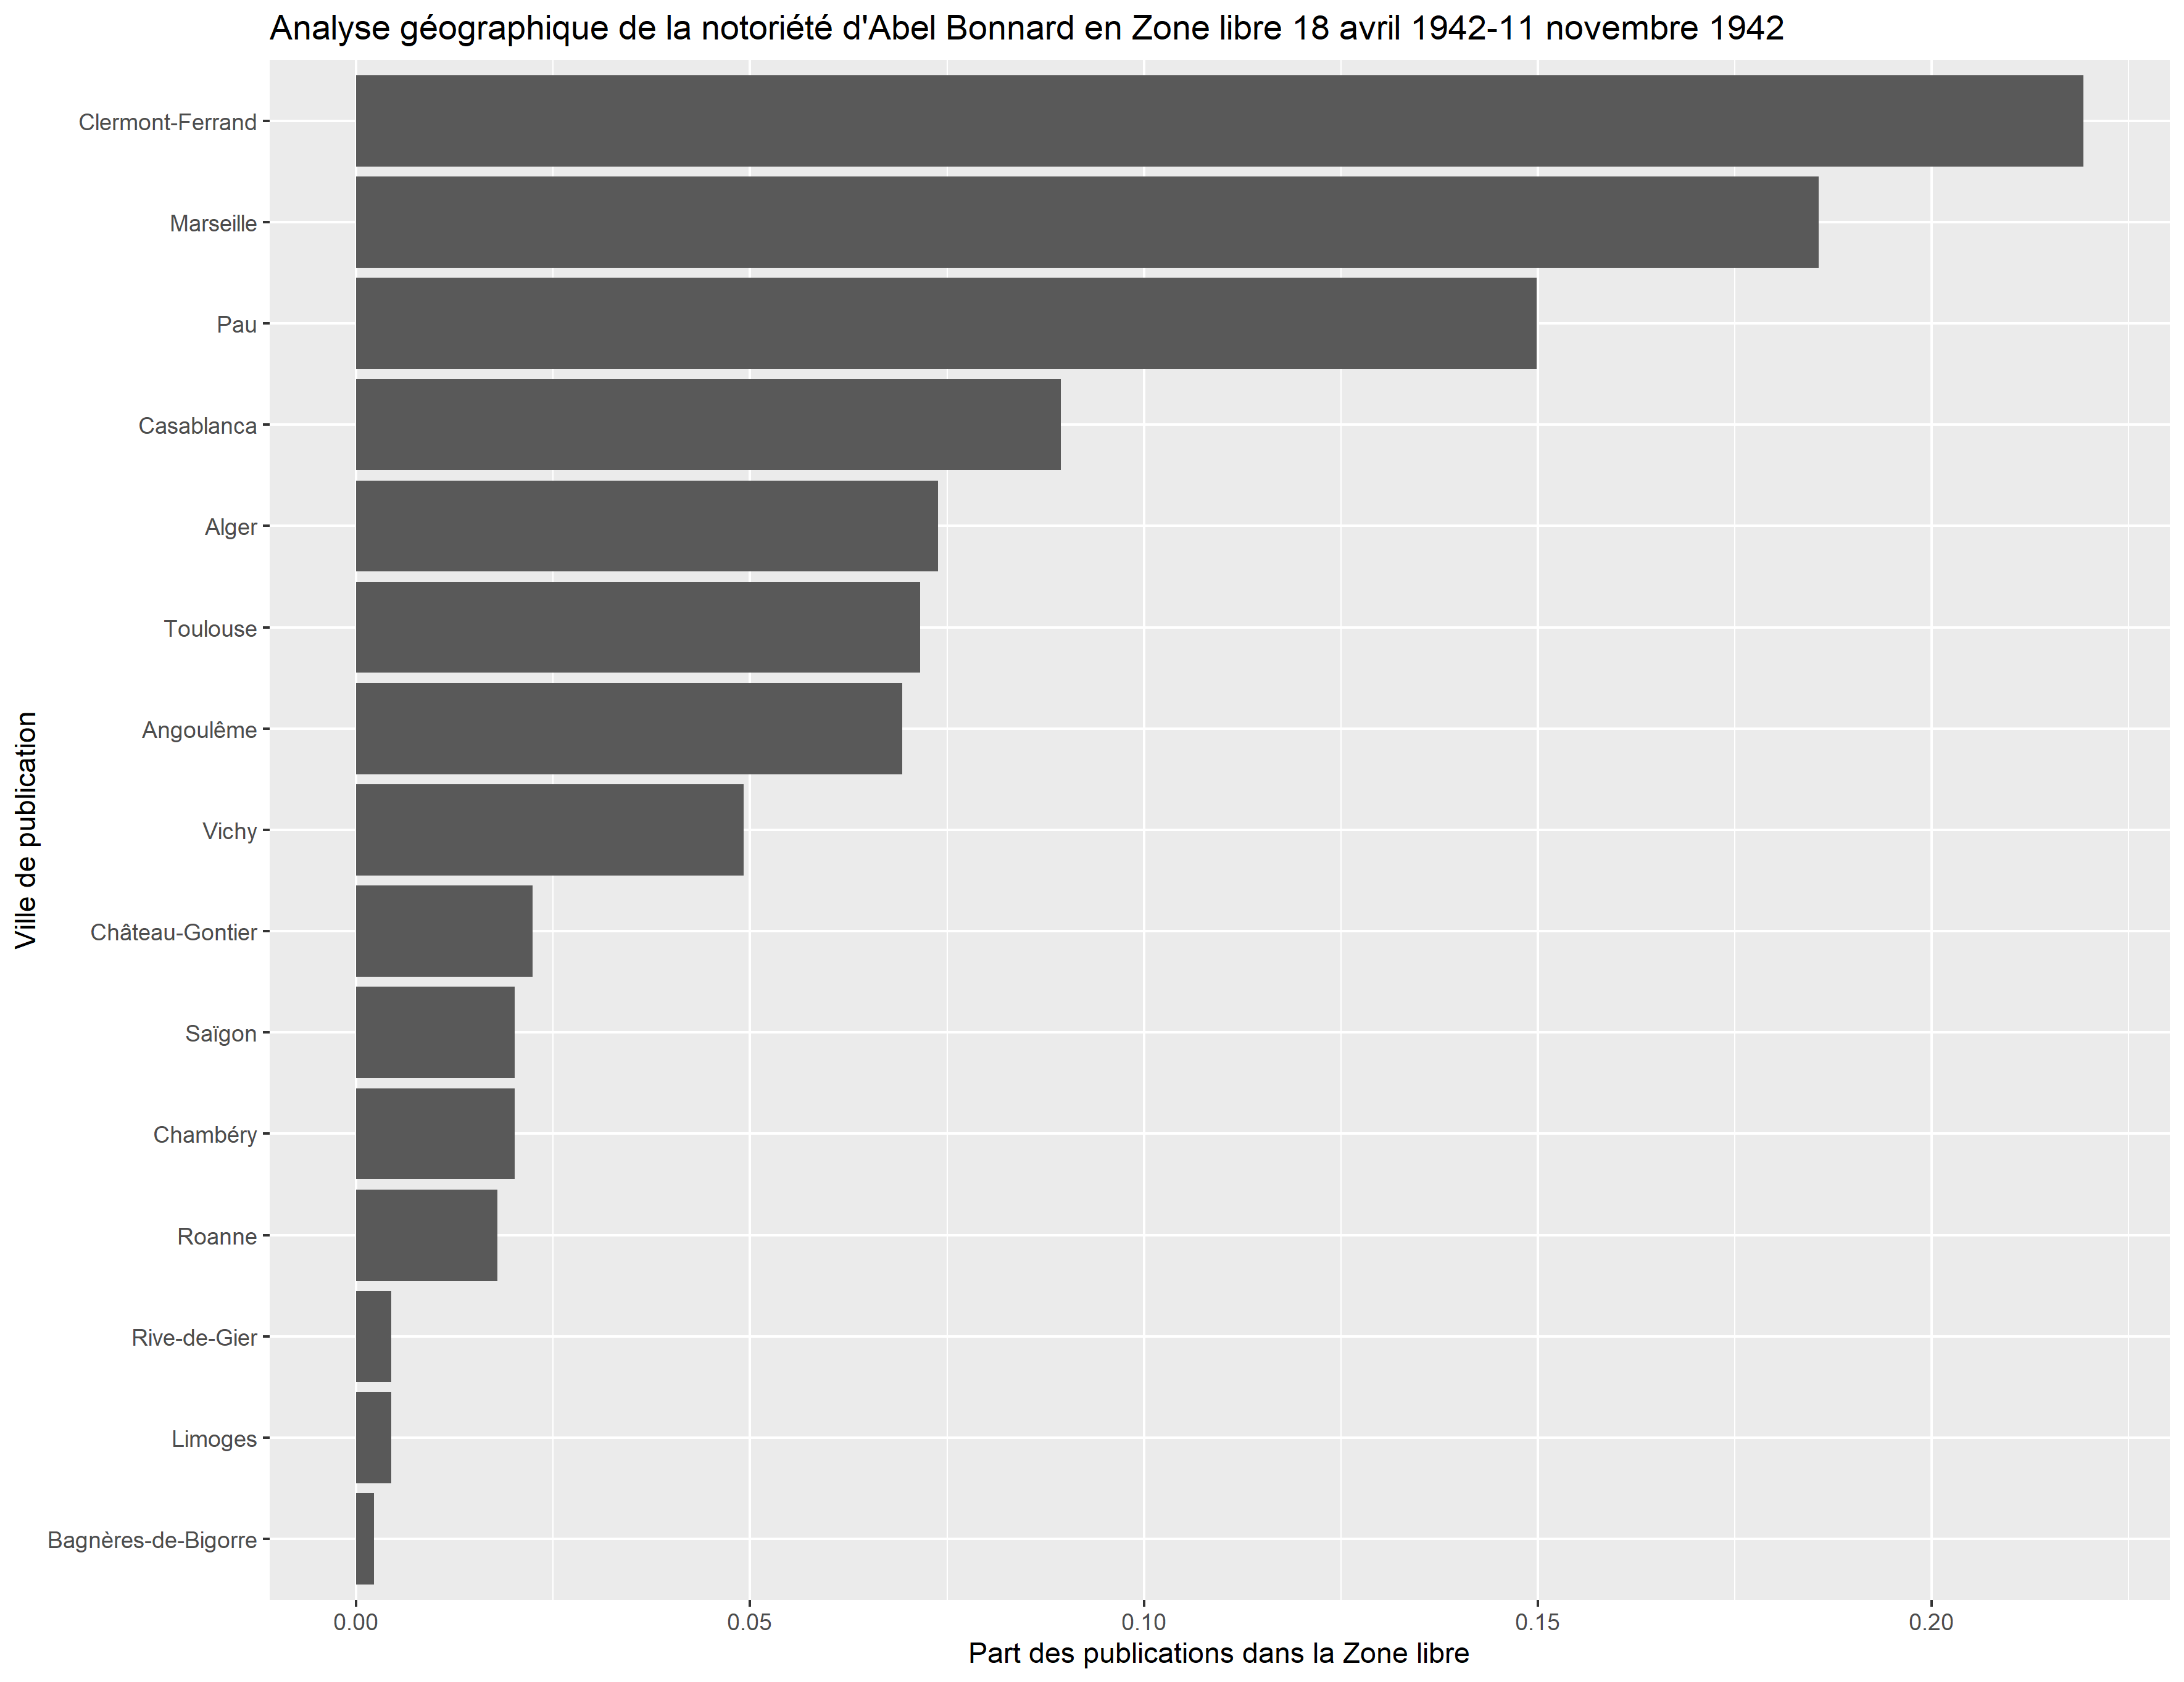 Analyse géographique de la notoriété d'Abel Bonnard en Zone libre 18 avril 1942-11 novembre 1942
Ville de publication
Clermont-Ferrand
Marseille
Pau
Casablanca
Alger
Toulouse
Angoulême
Vichy
Château-Gontier
Saïgon
Chambéry
Roanne
Rive-de-Gier
Limoges
Bagnères-de-Bigorre
0.00 0.05 0.10 0.15 0.20
Part des publications dans la Zone libre